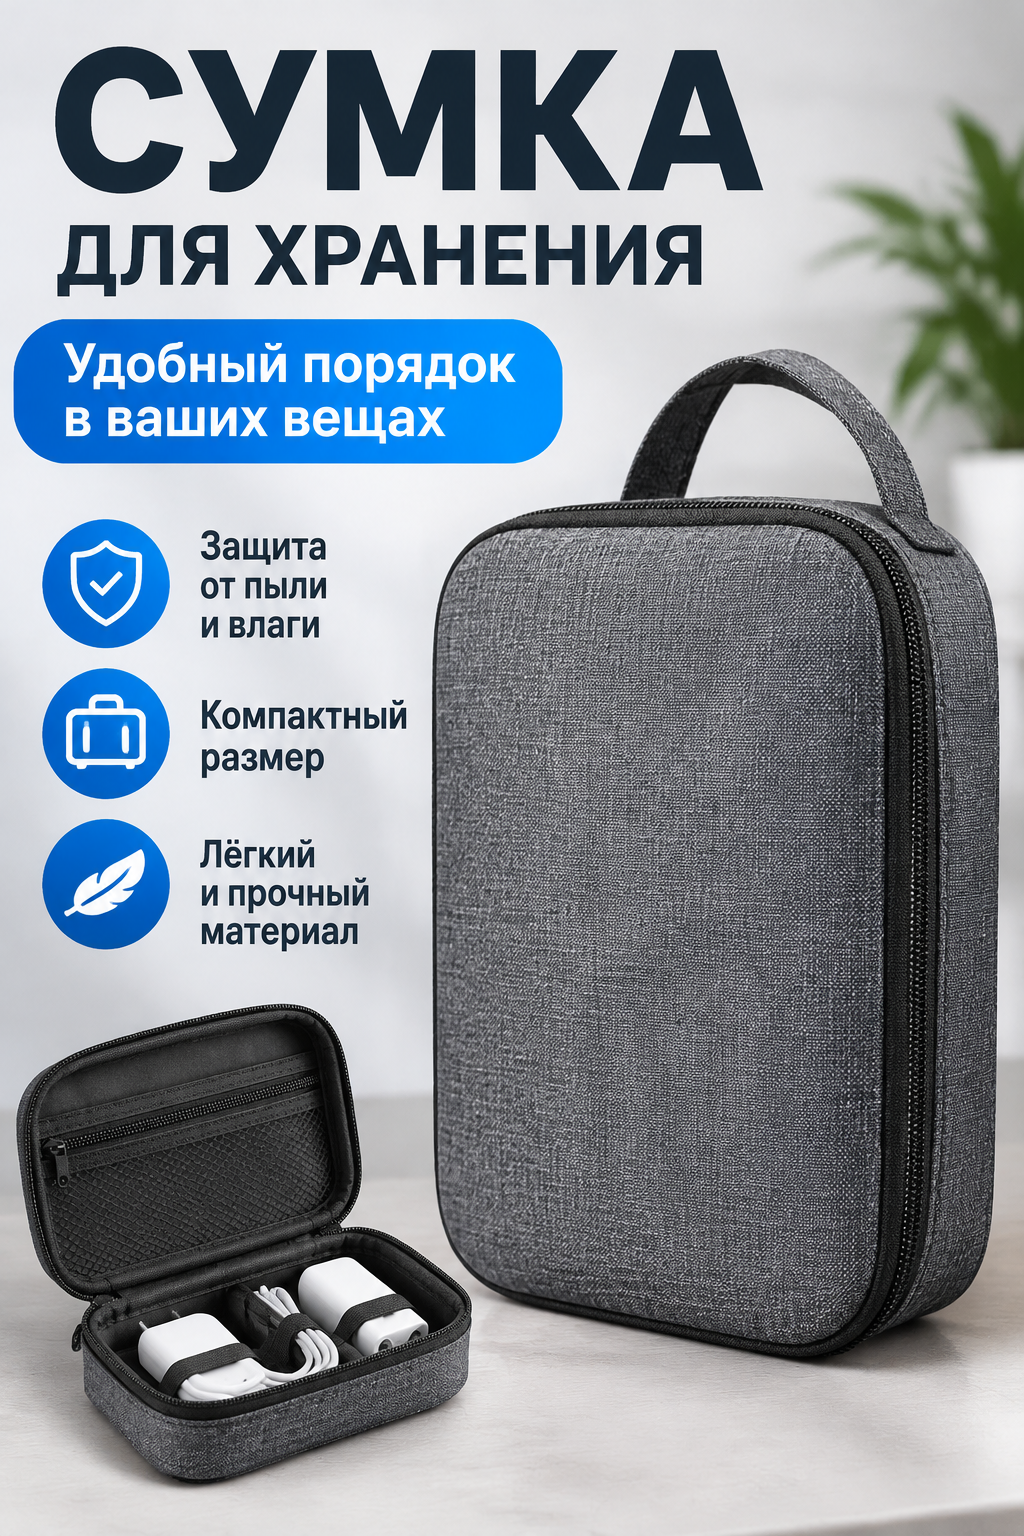 СУМКА
ДЛЯ ХРАНЕНИЯ
Удобный порядок
в ваших вещах
Защита
от пыли
и влаги
Компактный
размер
Лёгкий
и прочный
материал